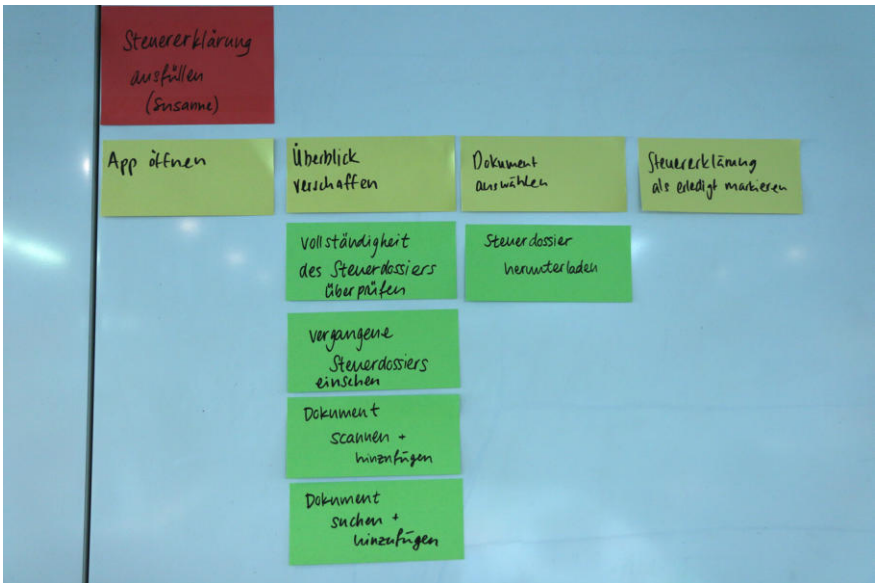 Steuererklärung
ausfüllen
(Susanne)
App öffnen
Überblick
verschaffen
Dokument
auswählen
Steuererklärung
als erledigt markieren
Vollständigkeit
des Steuerdossiers
überprüfen
Steuerdossier
herunterladen
vergangene
Steuerdossiers
einsehen
Dokument
scannen +
hinzufügen
Dokument
suchen +
hinzufügen